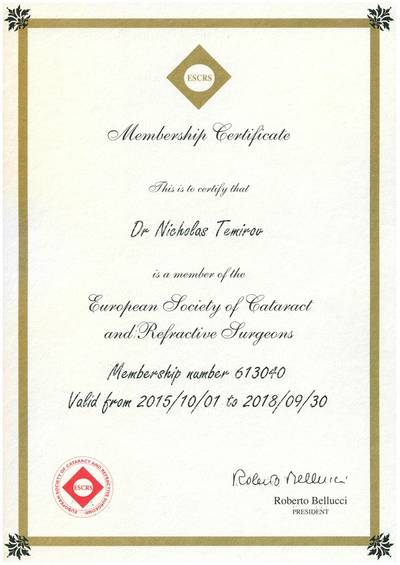 ESCRS
Membership Certificate
This is to certify that
Dr Nicholas Temirov
is a member of the
European Society of Cataract
and Refractive Surgeons
Membership number 613040
Valid from 2015/10/01 to 2018/09/30
EUROPEAN SOCIETY OF CATARACT AND REFRACTIVE SURGEONS
ESCRS
Roberto Bellucci
Roberto Bellucci
PRESIDENT